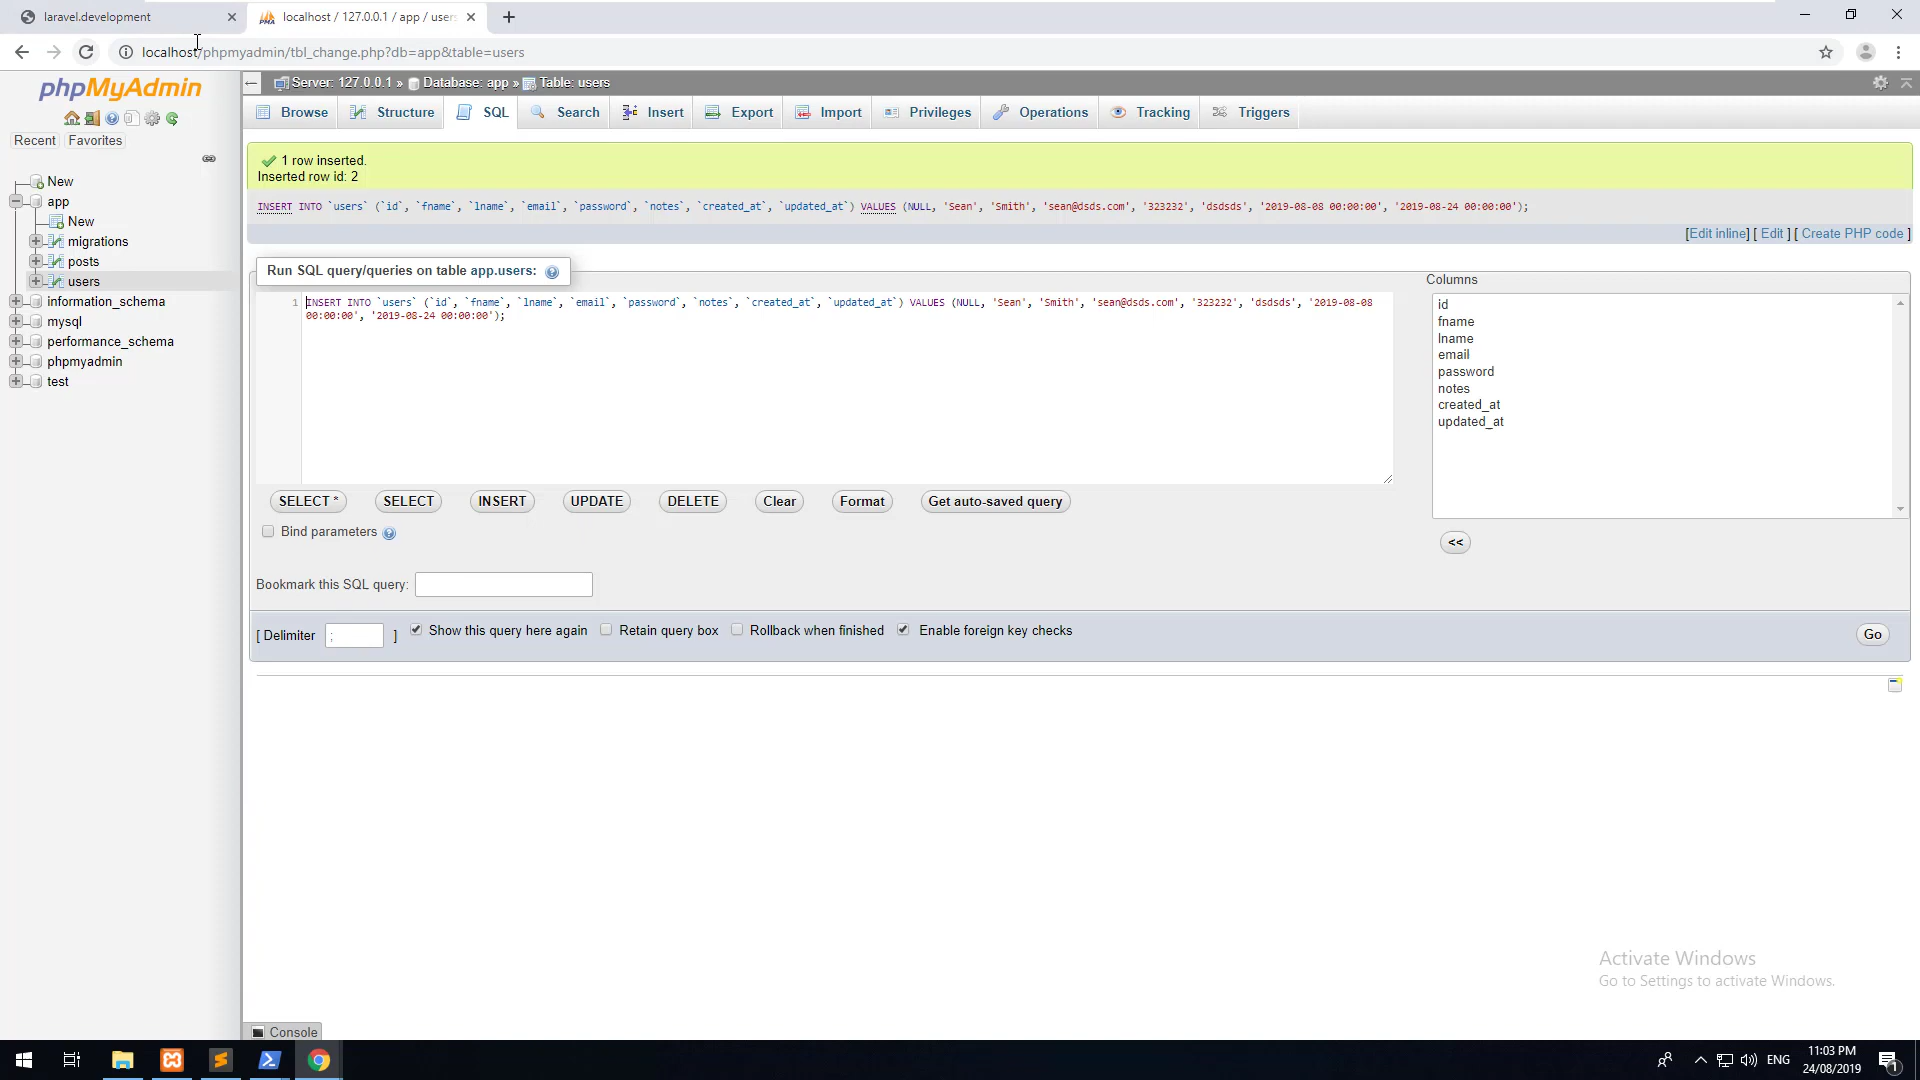 laravel.development
localhost / 127.0.0.1 / app / users
localhost/phpmyadmin/tbl_change.php?db=app&table=users
phpMyAdmin
Recent
Favorites
New
app
New
migrations
posts
users
information_schema
mysql
performance_schema
phpmyadmin
test
Server: 127.0.0.1 » Database: app » Table: users
Browse Structure SQL Search Insert Export Import Privileges Operations Tracking Triggers
1 row inserted.
Inserted row id: 2
INSERT INTO `users` (`id`, `fname`, `lname`, `email`, `password`, `notes`, `created_at`, `updated_at`) VALUES (NULL, 'Sean', 'Smith', 'sean@dsds.com', '323232', 'dsdsds', '2019-08-08 00:00:00', '2019-08-24 00:00:00');
[Edit inline] [ Edit ] [ Create PHP code ]
Run SQL query/queries on table app.users:
1 INSERT INTO `users` (`id`, `fname`, `lname`, `email`, `password`, `notes`, `created_at`, `updated_at`) VALUES (NULL, 'Sean', 'Smith', 'sean@dsds.com', '323232', 'dsdsds', '2019-08-08
00:00:00', '2019-08-24 00:00:00');
Columns
id
fname
lname
email
password
notes
created_at
updated_at
<<
SELECT * SELECT INSERT UPDATE DELETE Clear Format Get auto-saved query
Bind parameters
Bookmark this SQL query:
[ Delimiter ; ] Show this query here again Retain query box Rollback when finished Enable foreign key checks
Go
Activate Windows
Go to Settings to activate Windows.
Console
ENG
11:03 PM
24/08/2019
1